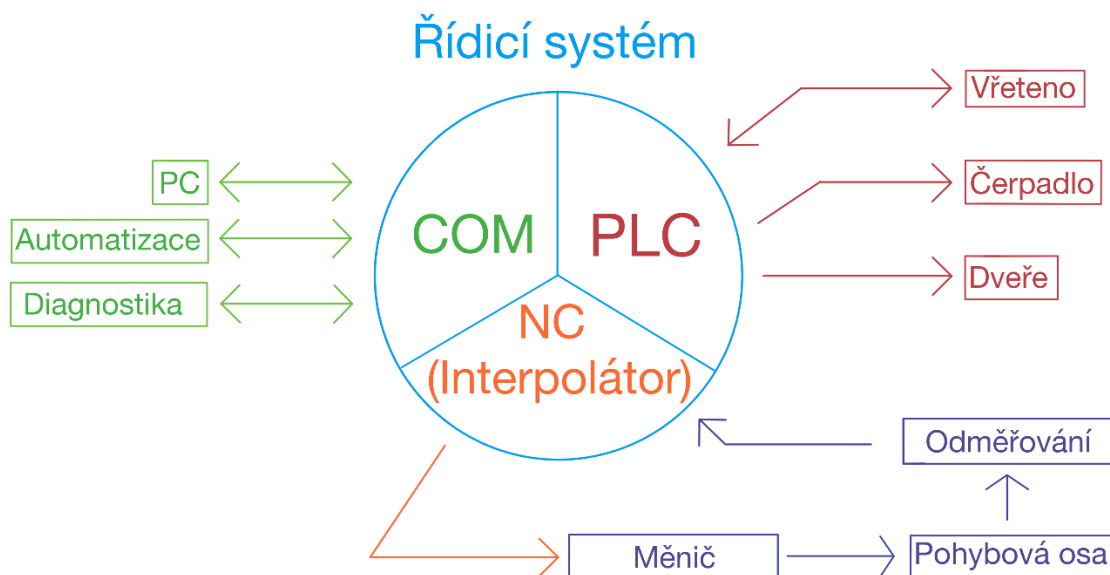 Řídicí systém
PC
Automatizace
Diagnostika
COM
PLC
NC
(Interpolátor)
Vřeteno
Čerpadlo
Dveře
Odměřování
Měnič
Pohybová osa